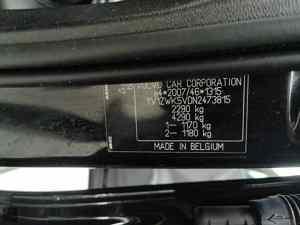 VOLVO CAR CORPORATION
e4*2007/46*1315
YV1ZWK5VDN2473815
2290 kg
4290 kg
1– 1170 kg
2– 1180 kg
MADE IN BELGIUM